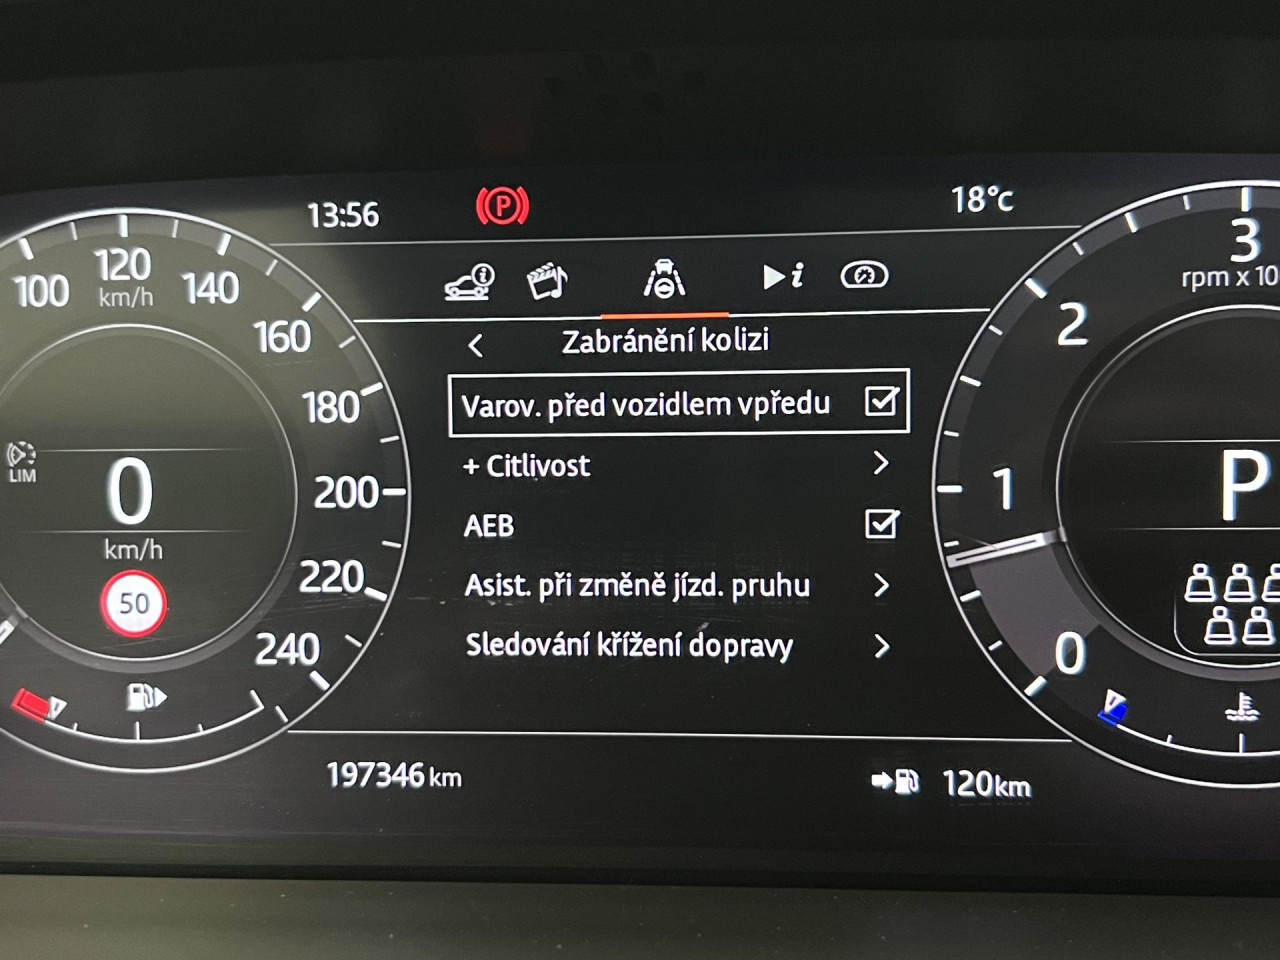 13:56
P
18°c
100
120
km/h
140
160
180
200
220
240
LIM
0
km/h
50
i
Zabránění kolizi
Varov. před vozidlem vpředu
+ Citlivost
AEB
Asist. při změně jízd. pruhu
Sledování křížení dopravy
3
rpm x 10
2
1
0
P
197346 km
120km